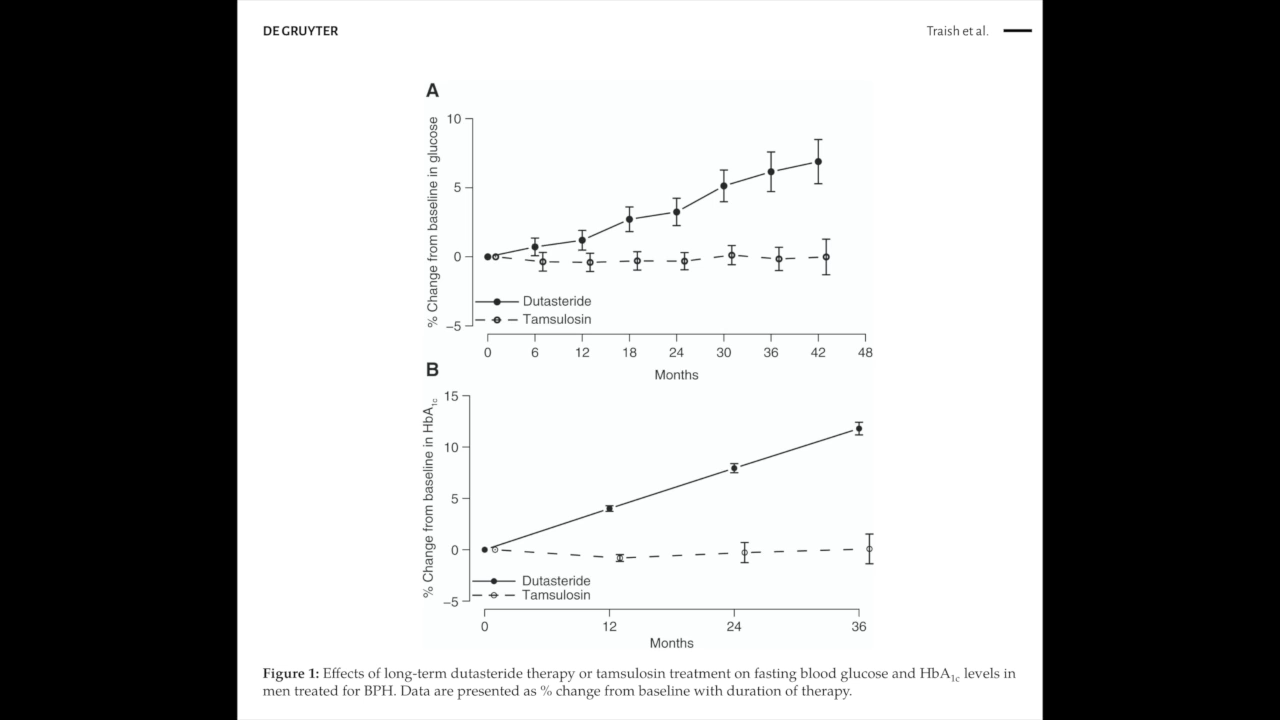 DE GRUYTER
Traish et al.
A
% Change from baseline in glucose
10
5
0
−5
Dutasteride
Tamsulosin
0 6 12 18 24 30 36 42 48
Months
B
% Change from baseline in HbA1c
15
10
5
0
−5
Dutasteride
Tamsulosin
0 12 24 36
Months
Figure 1: Effects of long-term dutasteride therapy or tamsulosin treatment on fasting blood glucose and HbA1c levels in
men treated for BPH. Data are presented as % change from baseline with duration of therapy.